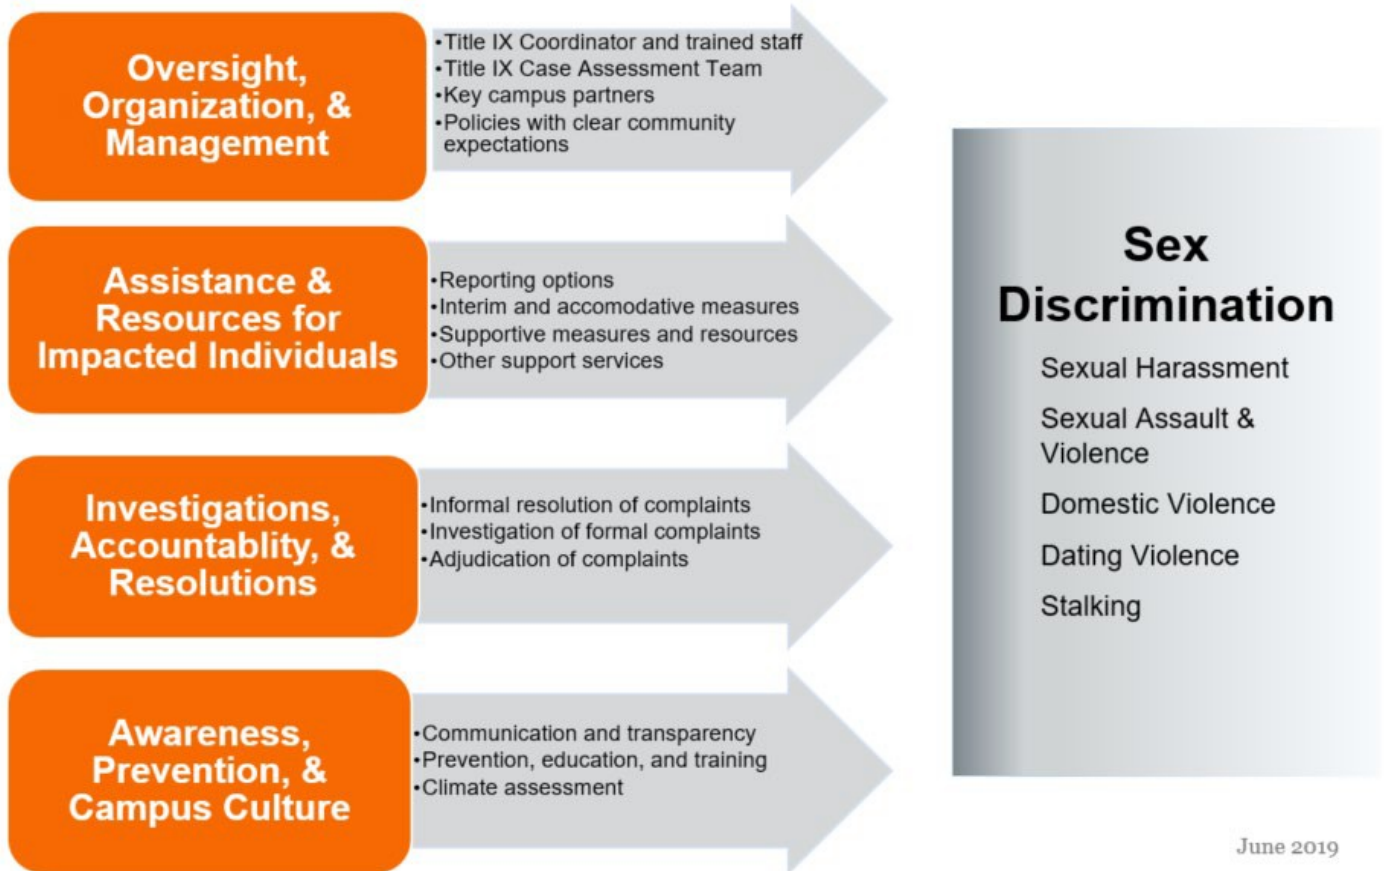 Oversight,
Organization, &
Management
•Title IX Coordinator and trained staff
•Title IX Case Assessment Team
•Key campus partners
•Policies with clear community
expectations
Assistance &
Resources for
Impacted Individuals
•Reporting options
•Interim and accomodative measures
•Supportive measures and resources
•Other support services
Investigations,
Accountablity, &
Resolutions
•Informal resolution of complaints
•Investigation of formal complaints
•Adjudication of complaints
Awareness,
Prevention, &
Campus Culture
•Communication and transparency
•Prevention, education, and training
•Climate assessment
Sex
Discrimination
Sexual Harassment
Sexual Assault &
Violence
Domestic Violence
Dating Violence
Stalking
June 2019